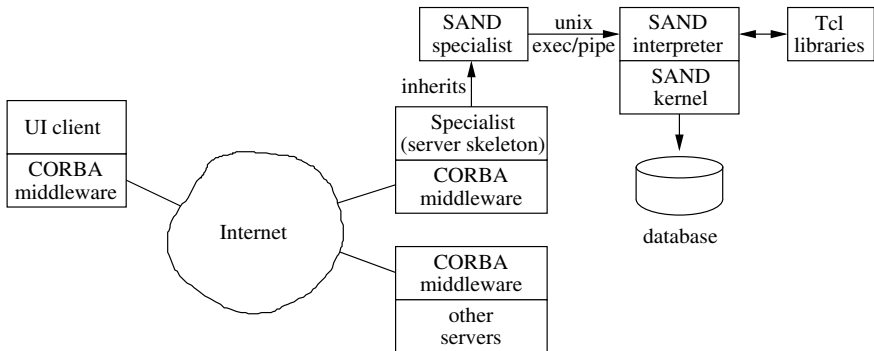 SAND
specialist
unix
exec/pipe
SAND
interpreter
Tcl
libraries
inherits
SAND
kernel
UI client
CORBA
middleware
Specialist
(server skeleton)
CORBA
middleware
Internet
database
CORBA
middleware
other
servers